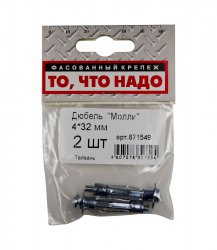 ФАСОВАННЫЙ КРЕПЕЖ
ТО, ЧТО НАДО
Дюбель "Молли"
4*32 мм
арт.871549
2 шт
Тайвань